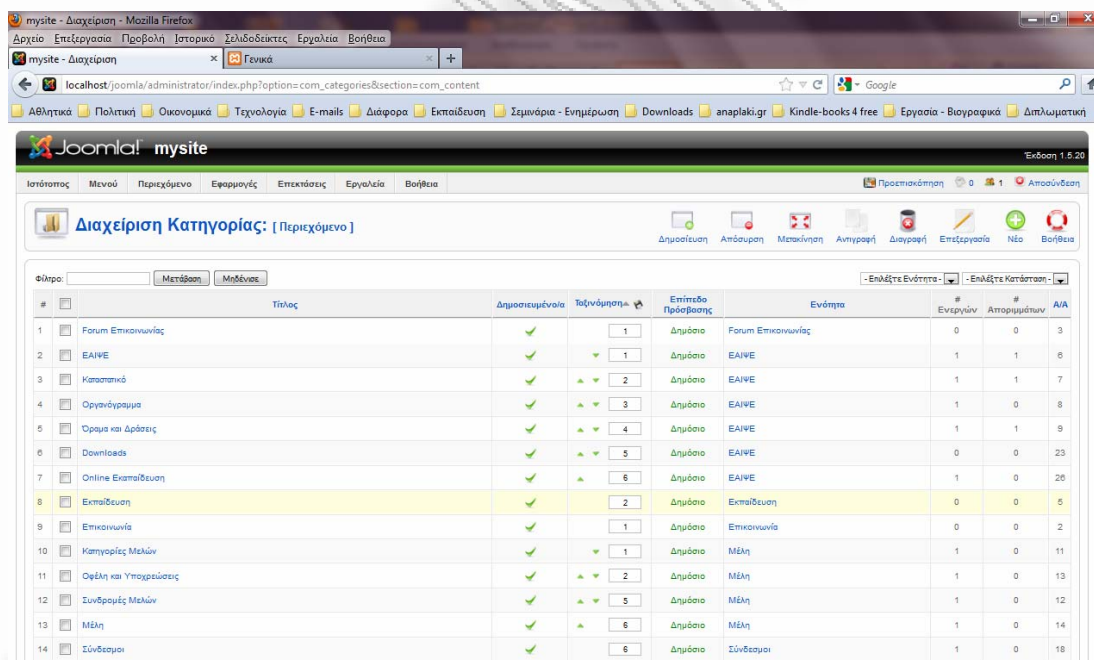 mysite - Διαχείριση - Mozilla Firefox
Αρχείο Επεξεργασία Προβολή Ιστορικό Σελιδοδείκτες Εργαλεία Βοήθεια
mysite - Διαχείριση × Γενικά × +
localhost/joomla/administrator/index.php?option=com_categories&section=com_content Google
Αθλητικά Πολιτική Οικονομικά Τεχνολογία E-mails Διάφορα Εκπαίδευση Σεμινάρια - Ενημέρωση Downloads anaplaki.gr Kindle-books 4 free Εργασία - Βιογραφικά Διπλωματική
Joomla! mysite Έκδοση 1.5.20
Ιστότοπος Μενού Περιεχόμενο Εφαρμογές Επεκτάσεις Εργαλεία Βοήθεια Προεπισκόπηση 0 1 Αποσύνδεση
Διαχείριση Κατηγορίας: [ Περιεχόμενο ]
Δημοσίευση Απόσυρση Μετακίνηση Αντιγραφή Διαγραφή Επεξεργασία Νέο Βοήθεια
Φίλτρο: Μετάβαση Μηδένισε - Επιλέξτε Ενότητα - - Επιλέξτε Κατάσταση -
# Τίτλος Δημοσιευμένο/α Ταξινόμηση Επίπεδο Πρόσβασης Ενότητα # Ενεργών # Απορριμάτων Α/Α
1 Forum Επικοινωνίας 1 Δημόσιο Forum Επικοινωνίας 0 0 3
2 ΕΑΙΨΕ 1 Δημόσιο ΕΑΙΨΕ 1 1 6
3 Καταστατικό 2 Δημόσιο ΕΑΙΨΕ 1 1 7
4 Οργανόγραμμα 3 Δημόσιο ΕΑΙΨΕ 1 0 8
5 Όραμα και Δράσεις 4 Δημόσιο ΕΑΙΨΕ 1 1 9
6 Downloads 5 Δημόσιο ΕΑΙΨΕ 0 0 23
7 Online Εκαπαίδευση 6 Δημόσιο ΕΑΙΨΕ 1 0 26
8 Εκπαίδευση 2 Δημόσιο Εκπαίδευση 0 0 5
9 Επικοινωνία 1 Δημόσιο Επικοινωνία 0 0 2
10 Κατηγορίες Μελών 1 Δημόσιο Μέλη 1 0 11
11 Οφέλη και Υποχρεώσεις 2 Δημόσιο Μέλη 1 0 13
12 Συνδρομές Μελών 5 Δημόσιο Μέλη 1 0 12
13 Μέλη 6 Δημόσιο Μέλη 1 0 14
14 Σύνδεσμοι 6 Δημόσιο Σύνδεσμοι 1 0 18